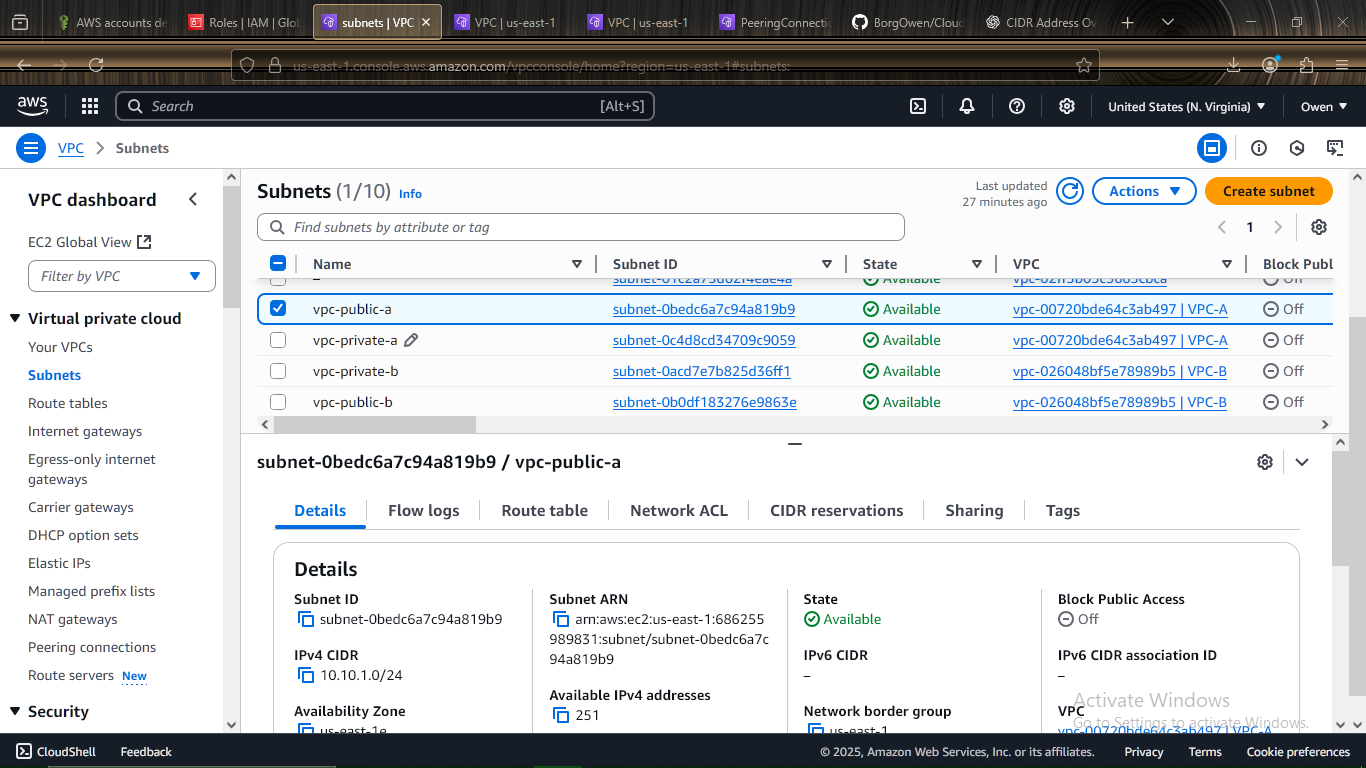 AWS accounts de
Roles | IAM | Glob
subnets | VPC
VPC | us-east-1
VPC | us-east-1
PeeringConnecti
BorgOwen/Cloud
CIDR Address Ov
us-east-1.console.aws.amazon.com/vpcconsole/home?region=us-east-1#subnets:
aws
Search
[Alt+S]
United States (N. Virginia)
Owen
VPC
Subnets
VPC dashboard
EC2 Global View
Filter by VPC
Virtual private cloud
Your VPCs
Subnets
Route tables
Internet gateways
Egress-only internet
gateways
Carrier gateways
DHCP option sets
Elastic IPs
Managed prefix lists
NAT gateways
Peering connections
Route servers New
Security
Subnets (1/10) Info
Last updated
27 minutes ago
Actions
Create subnet
Find subnets by attribute or tag
1
Name Subnet ID State VPC Block Publ
– subnet-01c2a75d62f4eae4a Available Off
vpc-public-a subnet-0bedc6a7c94a819b9 Available vpc-00720bde64c3ab497 | VPC-A Off
vpc-private-a subnet-0c4d8cd34709c9059 Available vpc-00720bde64c3ab497 | VPC-A Off
vpc-private-b subnet-0acd7e7b825d36ff1 Available vpc-026048bf5e78989b5 | VPC-B Off
vpc-public-b subnet-0b0df183276e9863e Available vpc-026048bf5e78989b5 | VPC-B Off
subnet-0bedc6a7c94a819b9 / vpc-public-a
Details Flow logs Route table Network ACL CIDR reservations Sharing Tags
Details
Subnet ID
subnet-0bedc6a7c94a819b9
IPv4 CIDR
10.10.1.0/24
Availability Zone
us-east-1e
Subnet ARN
arn:aws:ec2:us-east-1:686255
989831:subnet/subnet-0bedc6a7c
94a819b9
Available IPv4 addresses
251
State
Available
IPv6 CIDR
–
Network border group
us-east-1
Block Public Access
Off
IPv6 CIDR association ID
–
VPC
vpc-00720bde64c3ab497 | VPC-A
Activate Windows
Go to Settings to activate Windows.
CloudShell
Feedback
© 2025, Amazon Web Services, Inc. or its affiliates.
Privacy
Terms
Cookie preferences